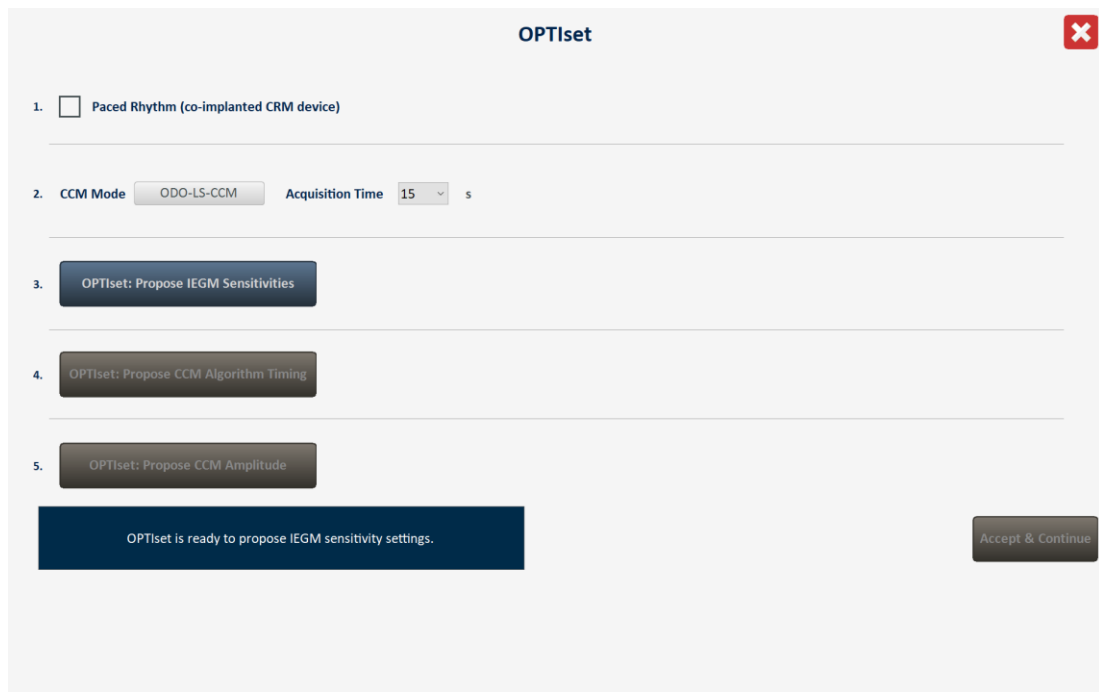 OPTIset
1. Paced Rhythm (co-implanted CRM device)
2. CCM Mode ODO-LS-CCM Acquisition Time 15 s
3. OPTIset: Propose IEGM Sensitivities
4. OPTIset: Propose CCM Algorithm Timing
5. OPTIset: Propose CCM Amplitude
OPTIset is ready to propose IEGM sensitivity settings.
Accept & Continue